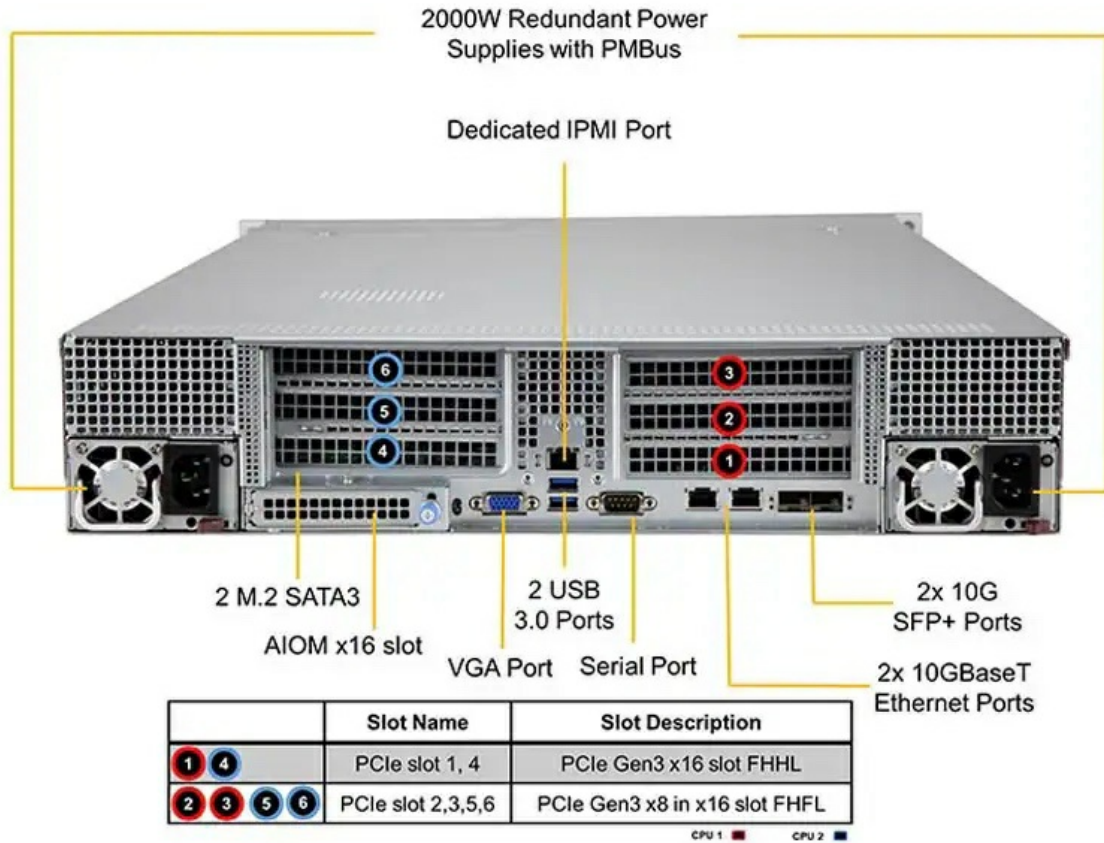 2000W Redundant Power
Supplies with PMBus
Dedicated IPMI Port
6
3
5
2
4
1
2 M.2 SATA3
2 USB
3.0 Ports
2x 10G
SFP+ Ports
AIOM x16 slot
VGA Port
Serial Port
2x 10GBaseT
Ethernet Ports
Slot Name Slot Description
1 4 PCIe slot 1, 4 PCIe Gen3 x16 slot FHHL
2 3 5 6 PCIe slot 2,3,5,6 PCIe Gen3 x8 in x16 slot FHFL
CPU 1 CPU 2